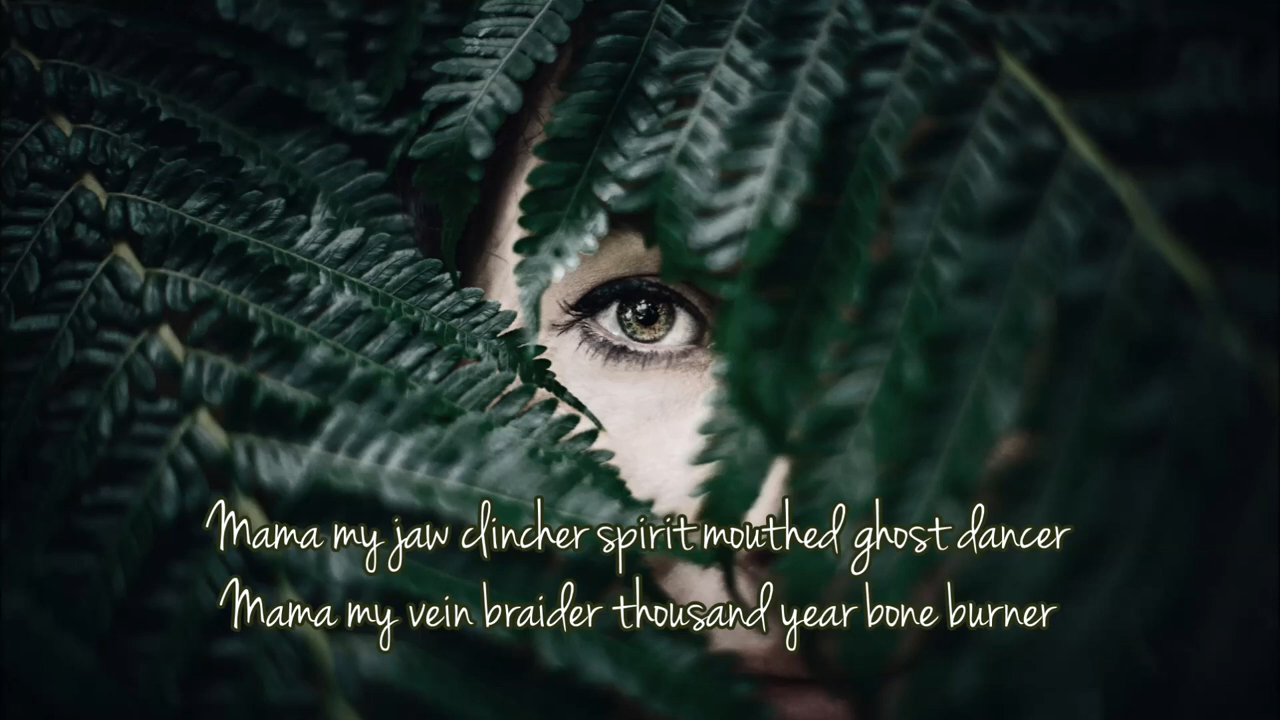 Mama my jaw clincher spirit mouthed ghost dancer
Mama my vein braider thousand year bone burner